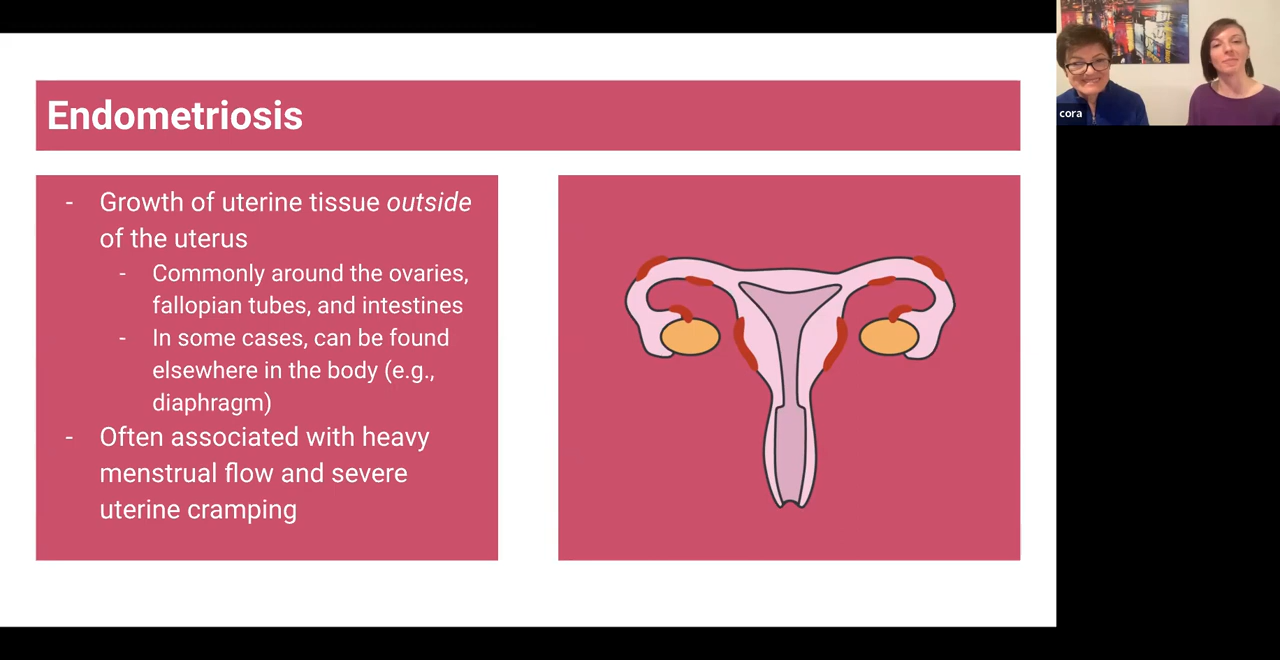 Endometriosis
- Growth of uterine tissue outside
of the uterus
- Commonly around the ovaries,
fallopian tubes, and intestines
- In some cases, can be found
elsewhere in the body (e.g.,
diaphragm)
- Often associated with heavy
menstrual flow and severe
uterine cramping
cora